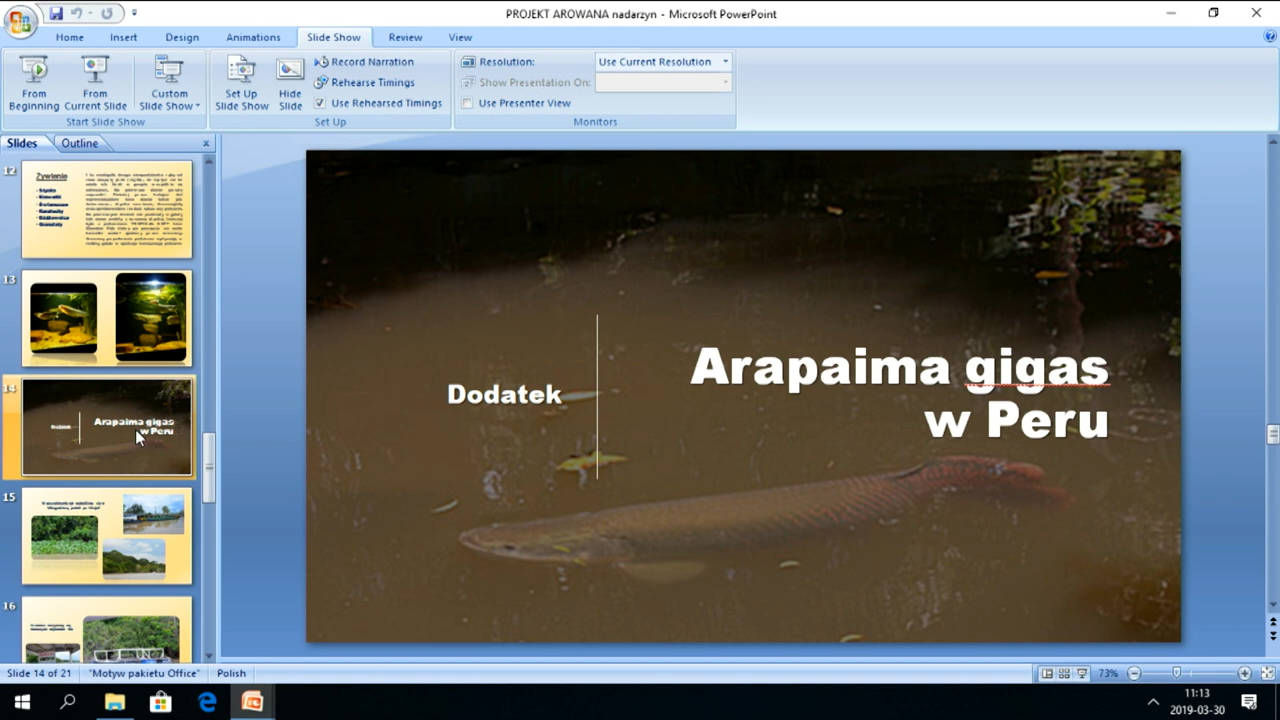 PROJEKT AROWANA nadarzyn - Microsoft PowerPoint
Home Insert Design Animations Slide Show Review View
From Beginning
From Current Slide
Custom Slide Show
Start Slide Show
Set Up Slide Show
Hide Slide
Record Narration
Rehearse Timings
Use Rehearsed Timings
Set Up
Resolution: Use Current Resolution
Show Presentation On:
Use Presenter View
Monitors
Slides Outline
12
Żywienie
13
14
Dodatek
Arapaima gigas
w Peru
15
16
Dodatek
Arapaima gigas
w Peru
Slide 14 of 21 "Motyw pakietu Office" Polish 73%
11:13
2019-03-30